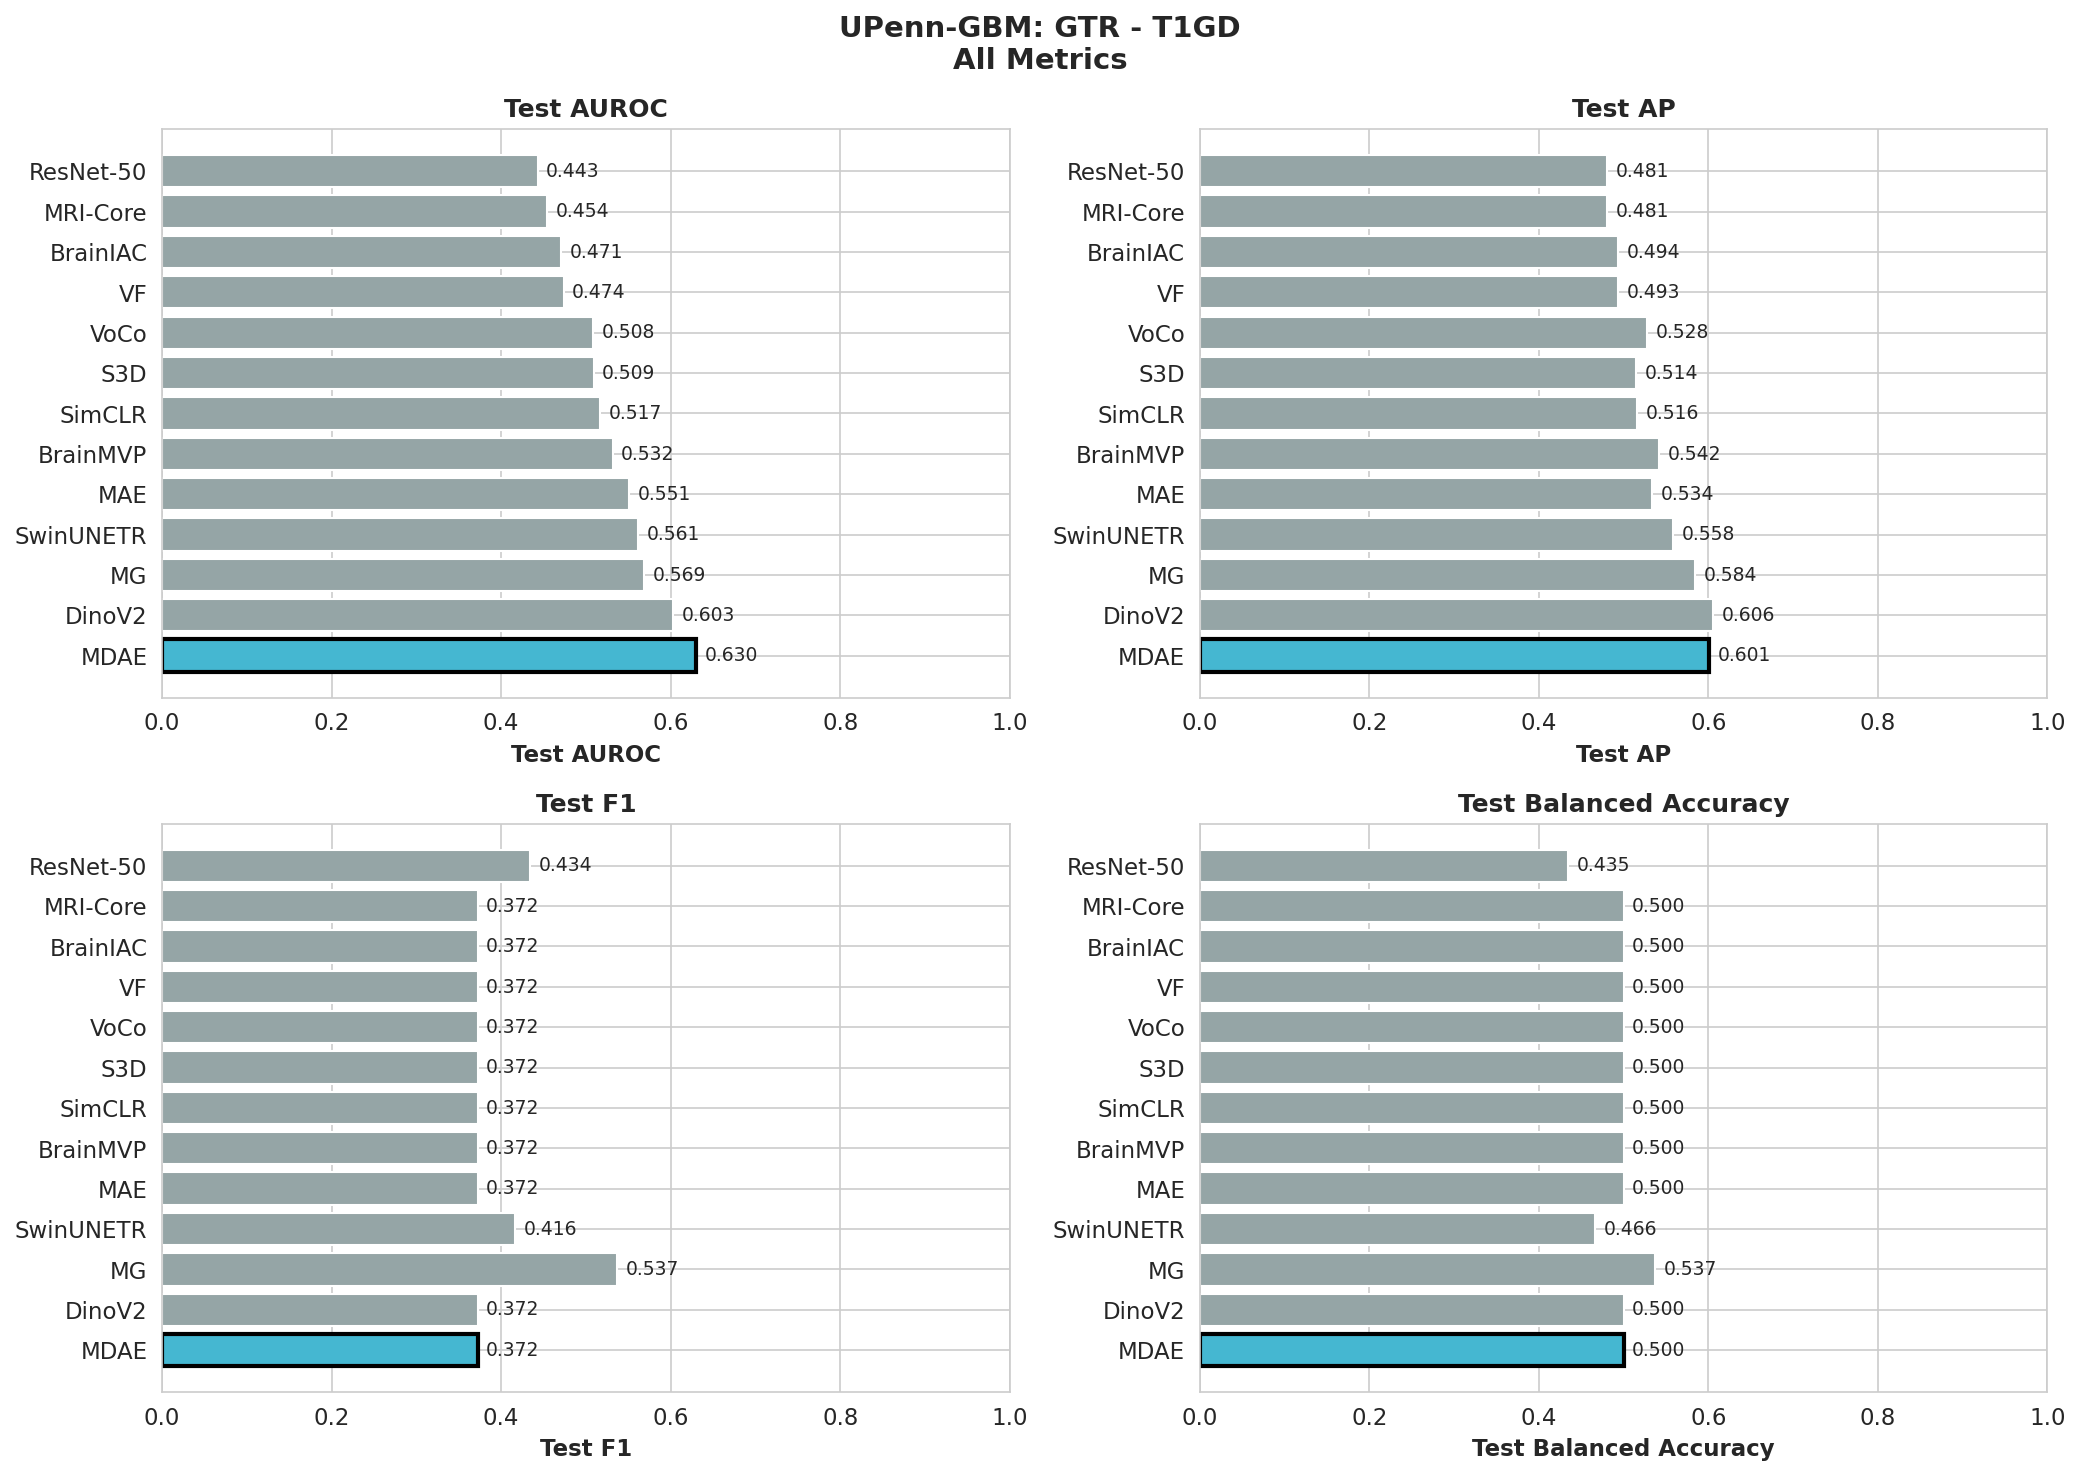 UPenn-GBM: GTR - T1GD
All Metrics
Test AUROC
ResNet-50 0.443
MRI-Core 0.454
BrainIAC 0.471
VF 0.474
VoCo 0.508
S3D 0.509
SimCLR 0.517
BrainMVP 0.532
MAE 0.551
SwinUNETR 0.561
MG 0.569
DinoV2 0.603
MDAE 0.630
0.0 0.2 0.4 0.6 0.8 1.0
Test AUROC
Test AP
ResNet-50 0.481
MRI-Core 0.481
BrainIAC 0.494
VF 0.493
VoCo 0.528
S3D 0.514
SimCLR 0.516
BrainMVP 0.542
MAE 0.534
SwinUNETR 0.558
MG 0.584
DinoV2 0.606
MDAE 0.601
0.0 0.2 0.4 0.6 0.8 1.0
Test AP
Test F1
ResNet-50 0.434
MRI-Core 0.372
BrainIAC 0.372
VF 0.372
VoCo 0.372
S3D 0.372
SimCLR 0.372
BrainMVP 0.372
MAE 0.372
SwinUNETR 0.416
MG 0.537
DinoV2 0.372
MDAE 0.372
0.0 0.2 0.4 0.6 0.8 1.0
Test F1
Test Balanced Accuracy
ResNet-50 0.435
MRI-Core 0.500
BrainIAC 0.500
VF 0.500
VoCo 0.500
S3D 0.500
SimCLR 0.500
BrainMVP 0.500
MAE 0.500
SwinUNETR 0.466
MG 0.537
DinoV2 0.500
MDAE 0.500
0.0 0.2 0.4 0.6 0.8 1.0
Test Balanced Accuracy